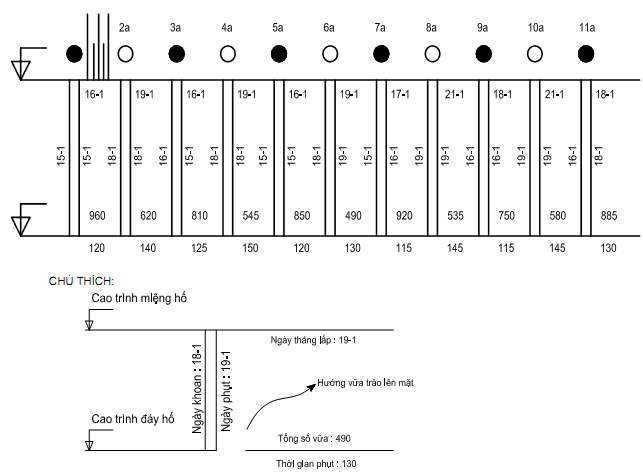 2a 3a 4a 5a 6a 7a 8a 9a 10a 11a
16-1 19-1 16-1 19-1 16-1 19-1 17-1 21-1 18-1 21-1 18-1
15-1 15-1 18-1 18-1 15-1 15-1 18-1 18-1 15-1 15-1 18-1 19-1 19-1 16-1 19-1 19-1 16-1 16-1 19-1 19-1 16-1 18-1
960 620 810 545 850 490 920 535 750 580 885
120 140 125 150 120 130 115 145 115 145 130
CHÚ THÍCH:
Cao trình miệng hố
Ngày tháng lấp : 19-1
Ngày khoan : 18-1
Ngày phụt : 19-1
Hướng vữa trào lên mặt
Cao trình đáy hố
Tổng số vữa : 490
Thời gian phụt : 130